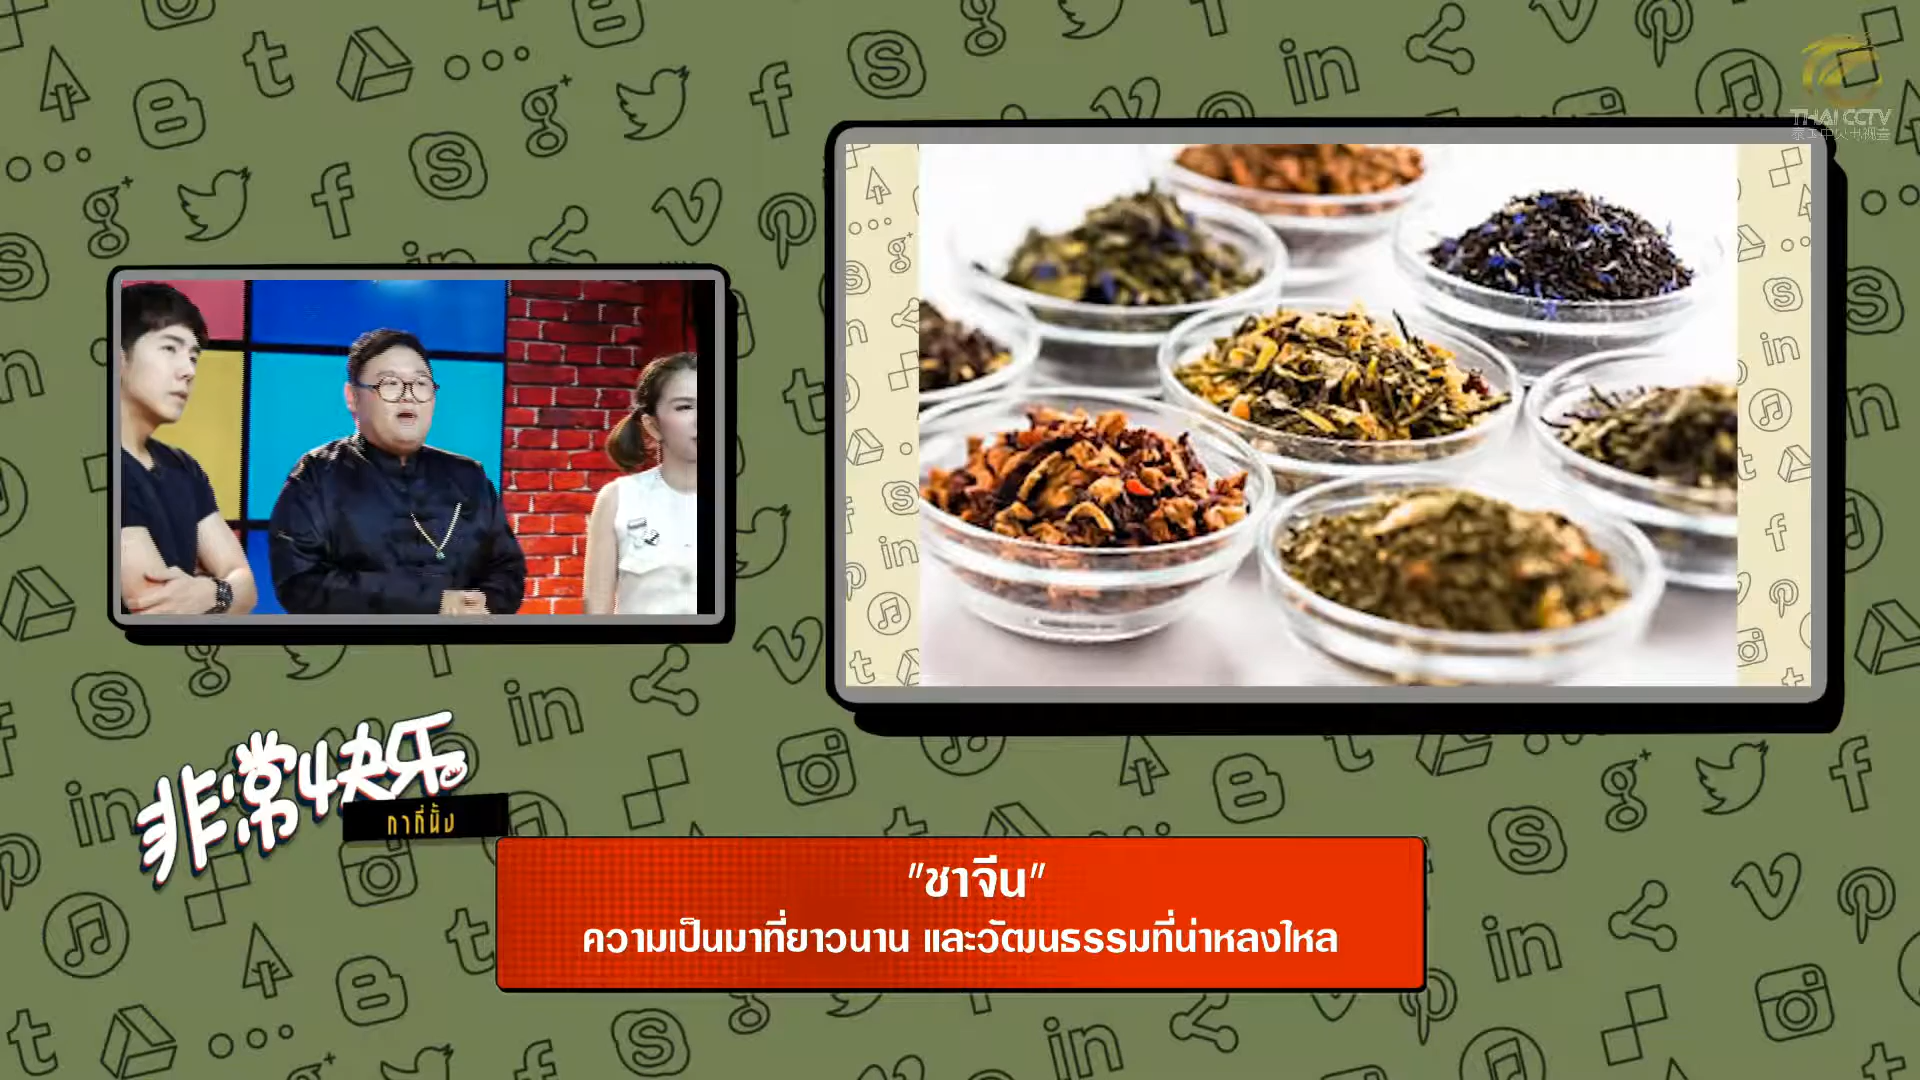 THAI CCTV
非常快乐
กาที่นั้ง
"ชาจีน"
ความเป็นมาที่ยาวนาน และวัฒนธรรมที่น่าหลงใหล